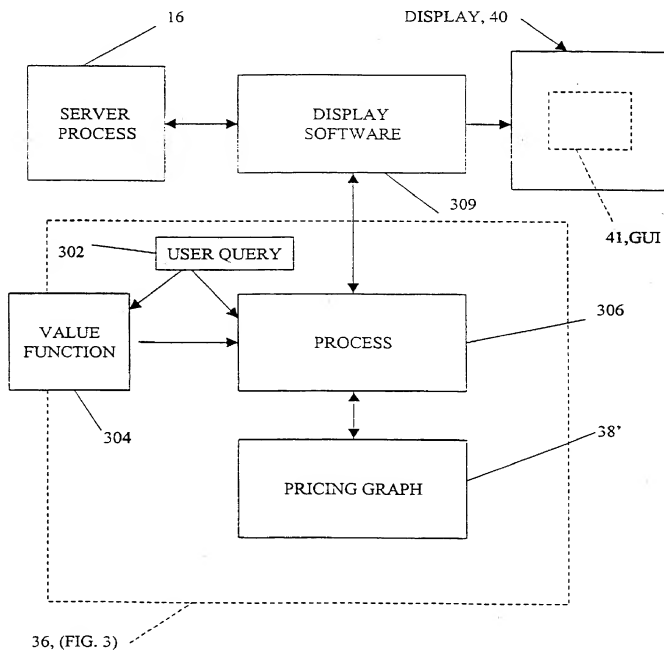 16
DISPLAY, 40
SERVER
PROCESS
DISPLAY
SOFTWARE
309
41,GUI
302
USER QUERY
VALUE
FUNCTION
PROCESS
306
304
38'
PRICING GRAPH
36, (FIG. 3)